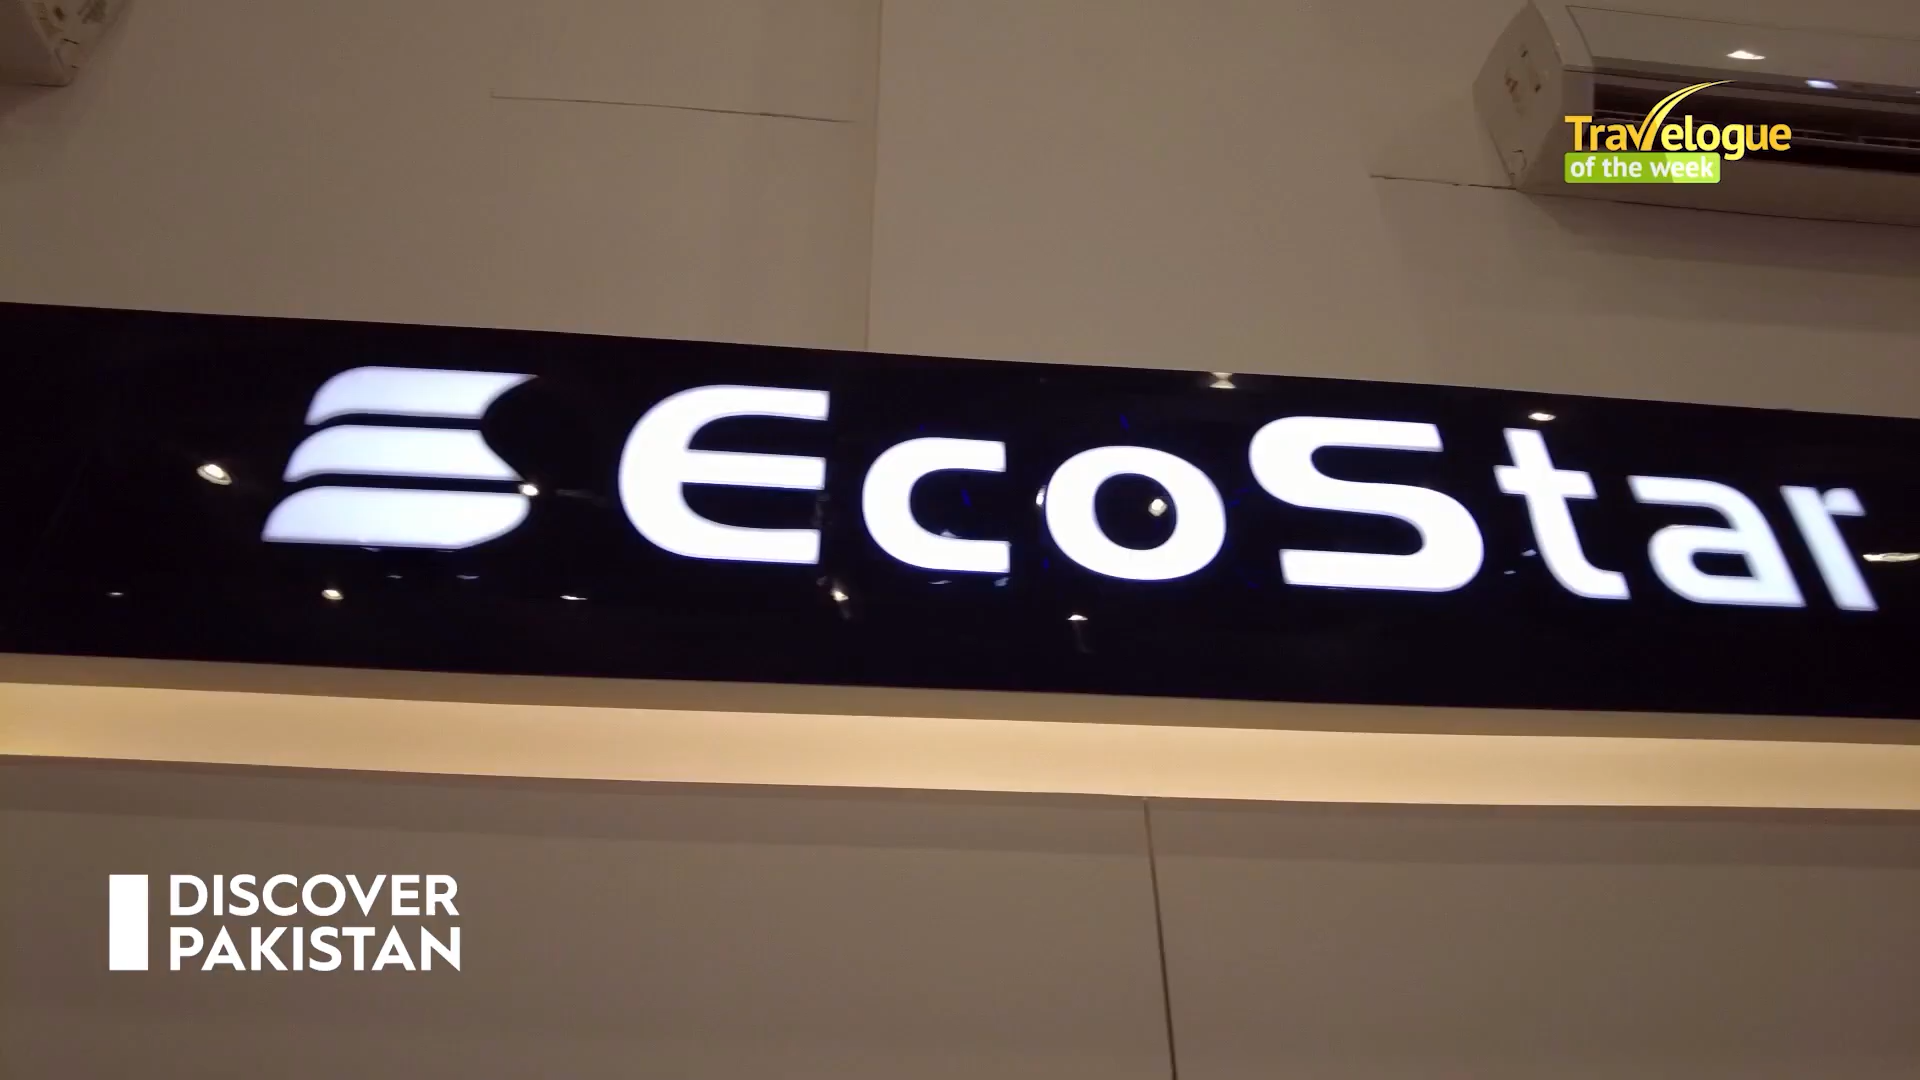 Travelogue
of the week
EcoStar
DISCOVER
PAKISTAN